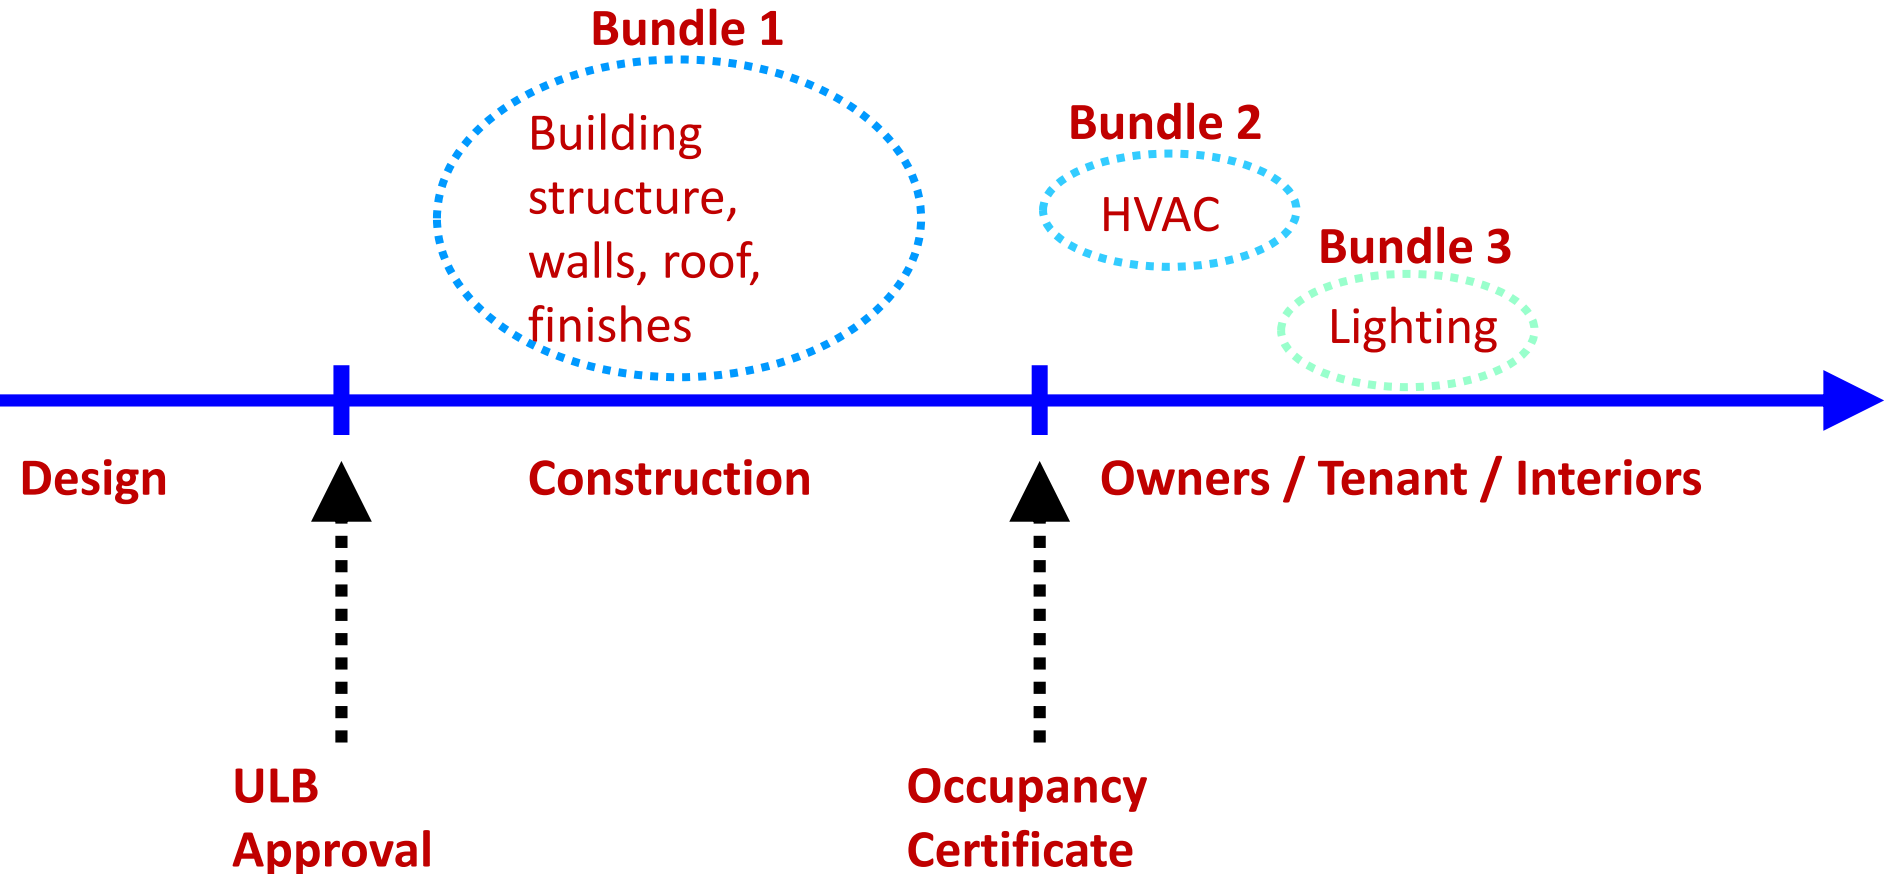 Bundle 1
Building
structure,
walls, roof,
finishes
Bundle 2
HVAC
Bundle 3
Lighting
Design
Construction
Owners / Tenant / Interiors
ULB
Approval
Occupancy
Certificate